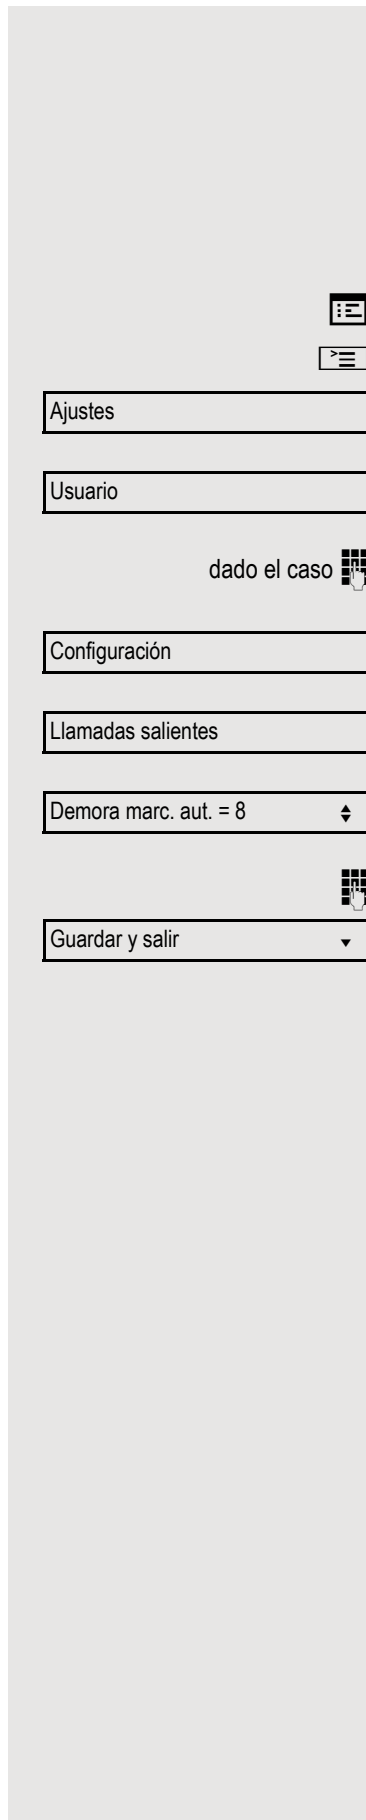 Ajustes
Usuario
dado el caso
Configuración
Llamadas salientes
Demora marc. aut. = 8
Guardar y salir